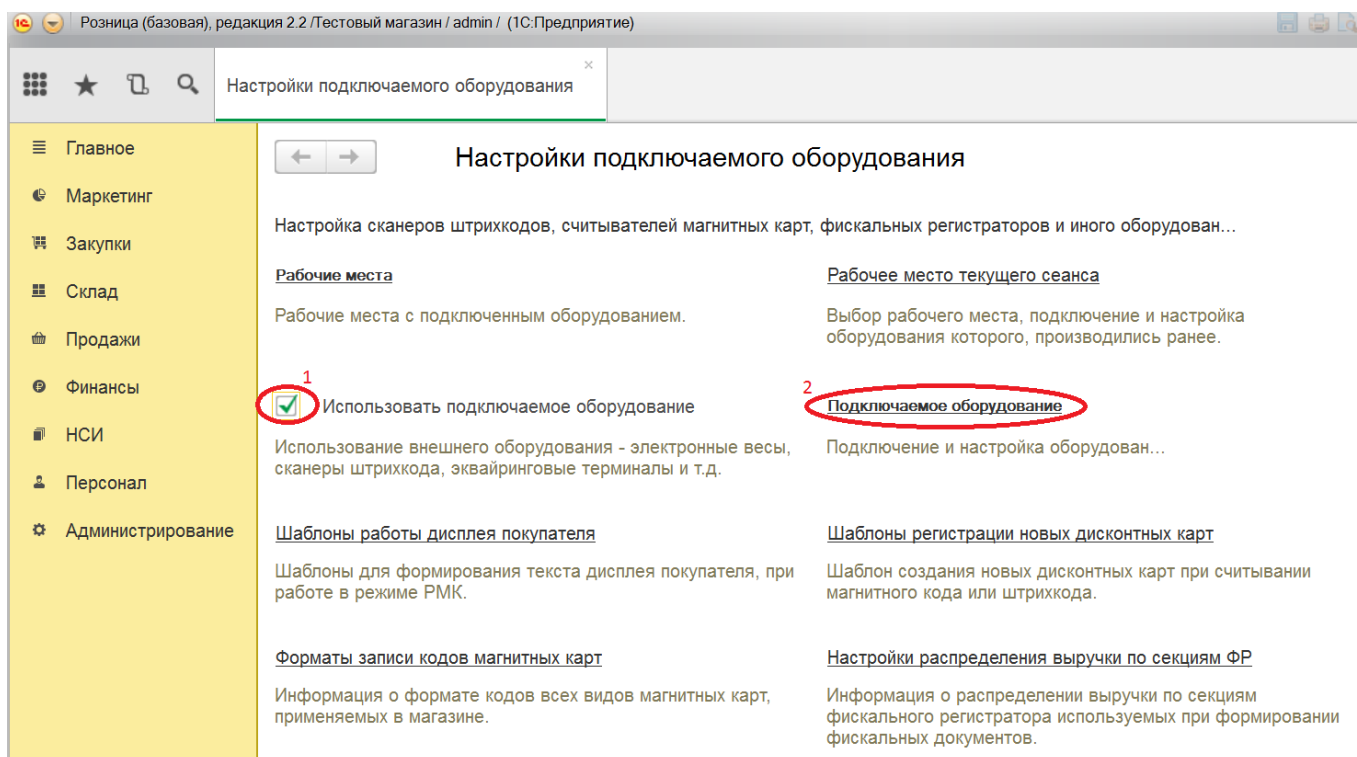 1С Розница (базовая), редакция 2.2 /Тестовый магазин / admin / (1С:Предприятие)
Настройки подключаемого оборудования ×
Главное
Маркетинг
Закупки
Склад
Продажи
Финансы
НСИ
Персонал
Администрирование
Настройки подключаемого оборудования
Настройка сканеров штрихкодов, считывателей магнитных карт, фискальных регистраторов и иного оборудован...
Рабочие места
Рабочие места с подключенным оборудованием.
Рабочее место текущего сеанса
Выбор рабочего места, подключение и настройка
оборудования которого, производились ранее.
1
Использовать подключаемое оборудование
Использование внешнего оборудования - электронные весы,
сканеры штрихкода, эквайринговые терминалы и т.д.
2
Подключаемое оборудование
Подключение и настройка оборудован...
Шаблоны работы дисплея покупателя
Шаблоны для формирования текста дисплея покупателя, при
работе в режиме РМК.
Шаблоны регистрации новых дисконтных карт
Шаблон создания новых дисконтных карт при считывании
магнитного кода или штрихкода.
Форматы записи кодов магнитных карт
Информация о формате кодов всех видов магнитных карт,
применяемых в магазине.
Настройки распределения выручки по секциям ФР
Информация о распределении выручки по секциям
фискального регистратора используемых при формировании
фискальных документов.